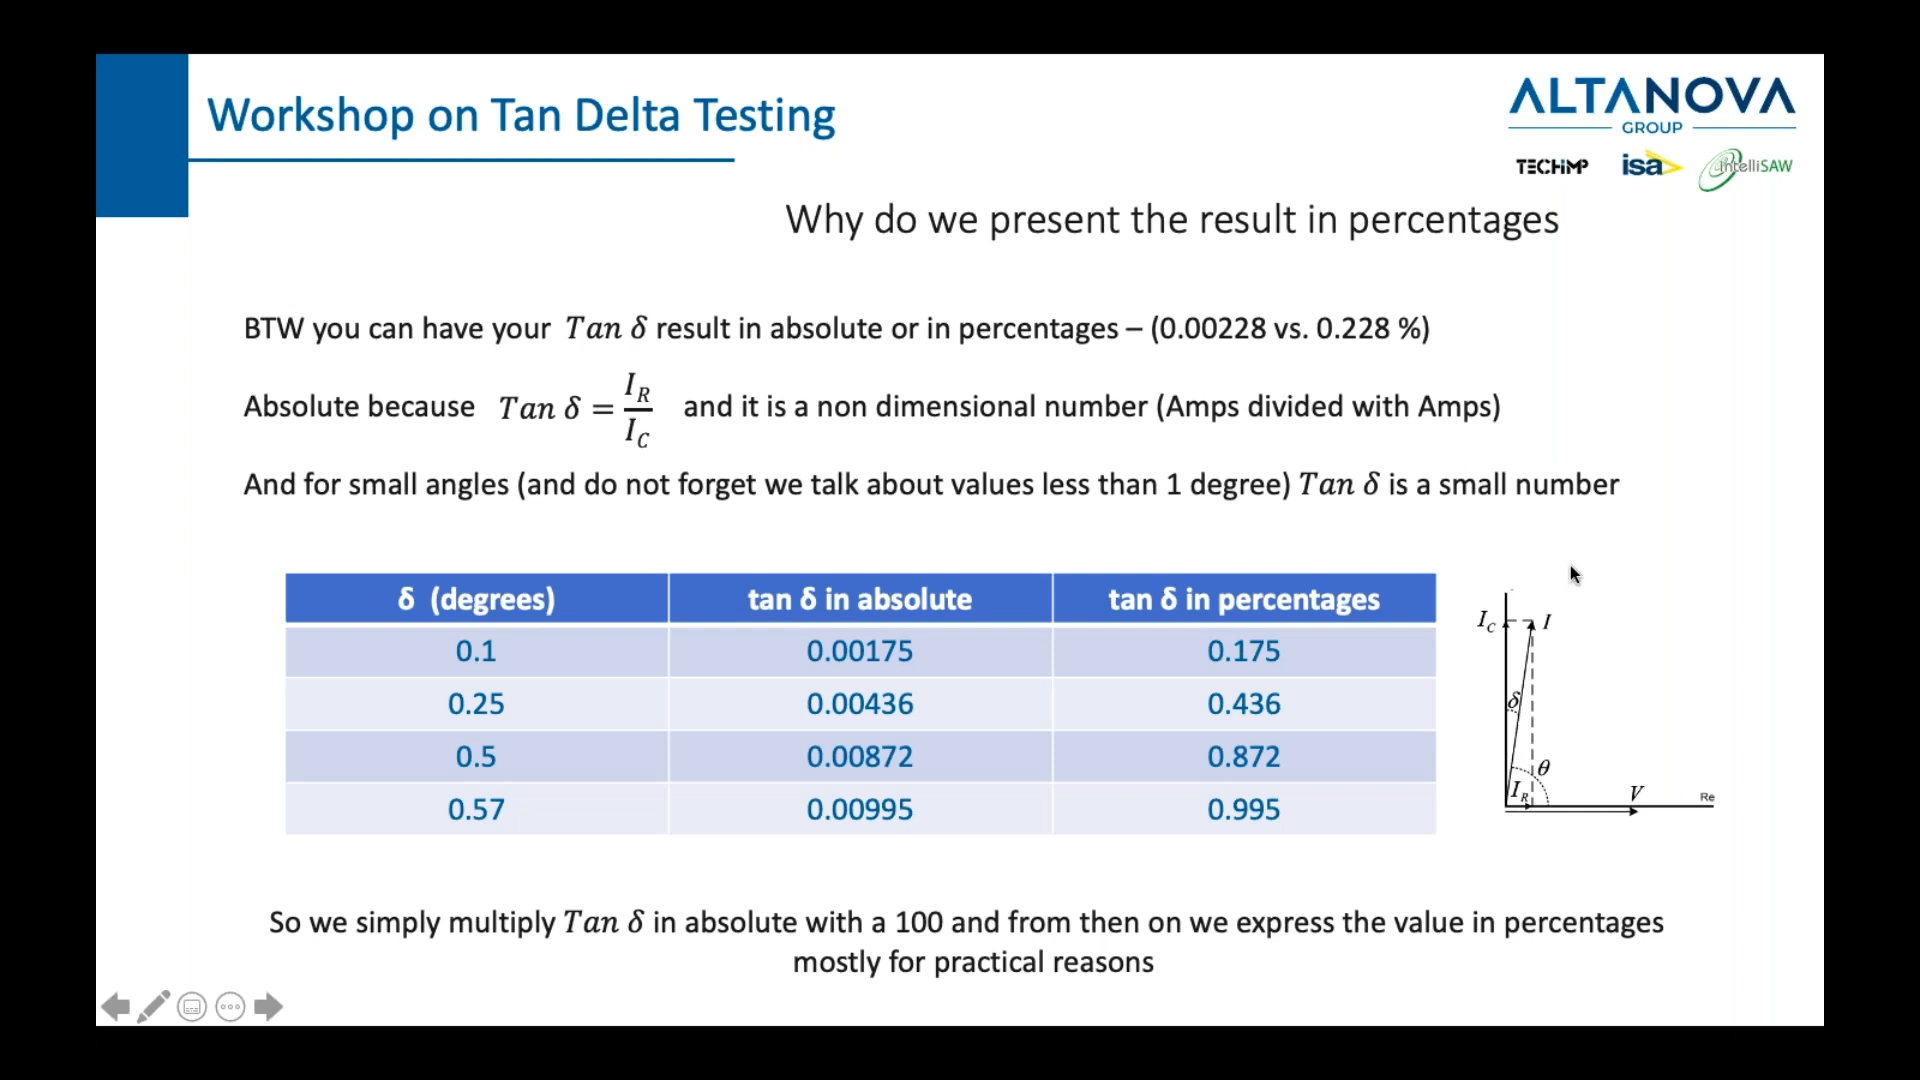 Workshop on Tan Delta Testing
ALTANOVA
GROUP
TECHIMP
isa
IntelliSAW
Why do we present the result in percentages
BTW you can have your Tan δ result in absolute or in percentages – (0.00228 vs. 0.228 %)
Absolute because Tan δ = I_R / I_C and it is a non dimensional number (Amps divided with Amps)
And for small angles (and do not forget we talk about values less than 1 degree) Tan δ is a small number
δ (degrees) tan δ in absolute tan δ in percentages
0.1 0.00175 0.175
0.25 0.00436 0.436
0.5 0.00872 0.872
0.57 0.00995 0.995
I_C I
δ
θ
I_R V Re
So we simply multiply Tan δ in absolute with a 100 and from then on we express the value in percentages
mostly for practical reasons